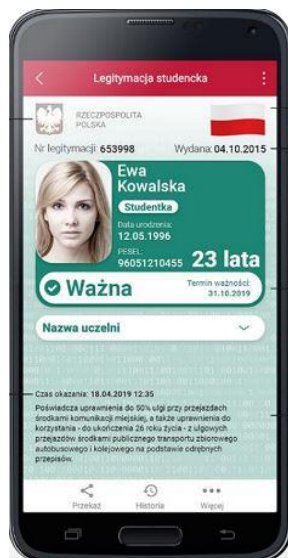 Legitymacja studencka
RZECZPOSPOLITA
POLSKA
Nr legitymacji: 653998 Wydana: 04.10.2015
Ewa
Kowalska
Studentka
Data urodzenia:
12.05.1996
PESEL:
96051210455 23 lata
Ważna
Termin ważności:
31.10.2019
Nazwa uczelni
Czas okazania: 18.04.2019 12:35
Poświadcza uprawnienia do 50% ulgi przy przejazdach
środkami komunikacji miejskiej, a także uprawnienia do
korzystania - do ukończenia 26 roku życia - z ulgowych
przejazdów środkami publicznego transportu zbiorowego
autobusowego i kolejowego na podstawie odrębnych
przepisów.
Przekaż Historia Więcej